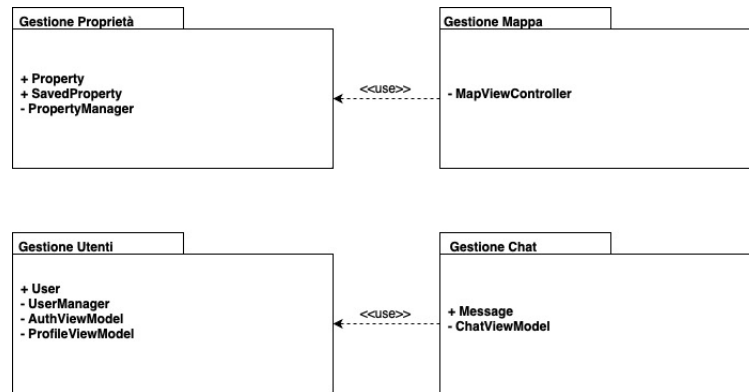 Gestione Proprietà
+ Property
+ SavedProperty
- PropertyManager
<<use>>
Gestione Mappa
- MapViewController
Gestione Utenti
+ User
- UserManager
- AuthViewModel
- ProfileViewModel
<<use>>
Gestione Chat
+ Message
- ChatViewModel